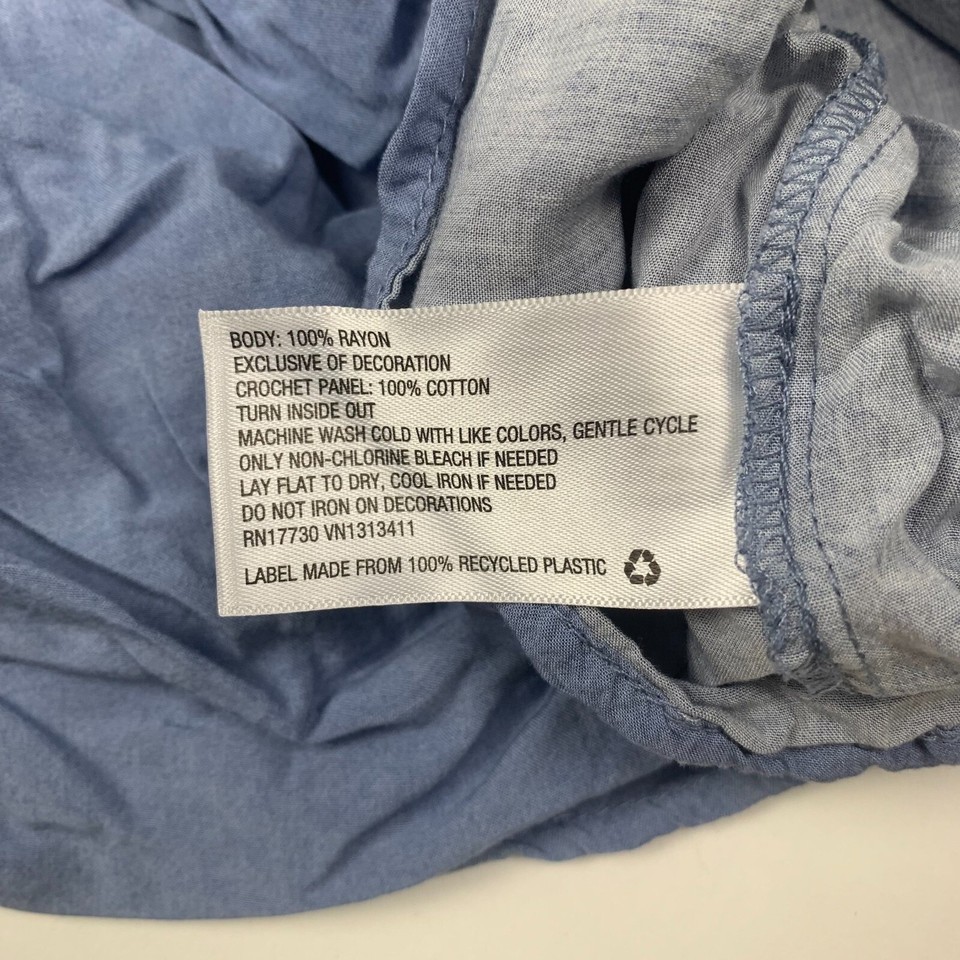 BODY: 100% RAYON
EXCLUSIVE OF DECORATION
CROCHET PANEL: 100% COTTON
TURN INSIDE OUT
MACHINE WASH COLD WITH LIKE COLORS, GENTLE CYCLE
ONLY NON-CHLORINE BLEACH IF NEEDED
LAY FLAT TO DRY, COOL IRON IF NEEDED
DO NOT IRON ON DECORATIONS
RN17730 VN1313411
LABEL MADE FROM 100% RECYCLED PLASTIC